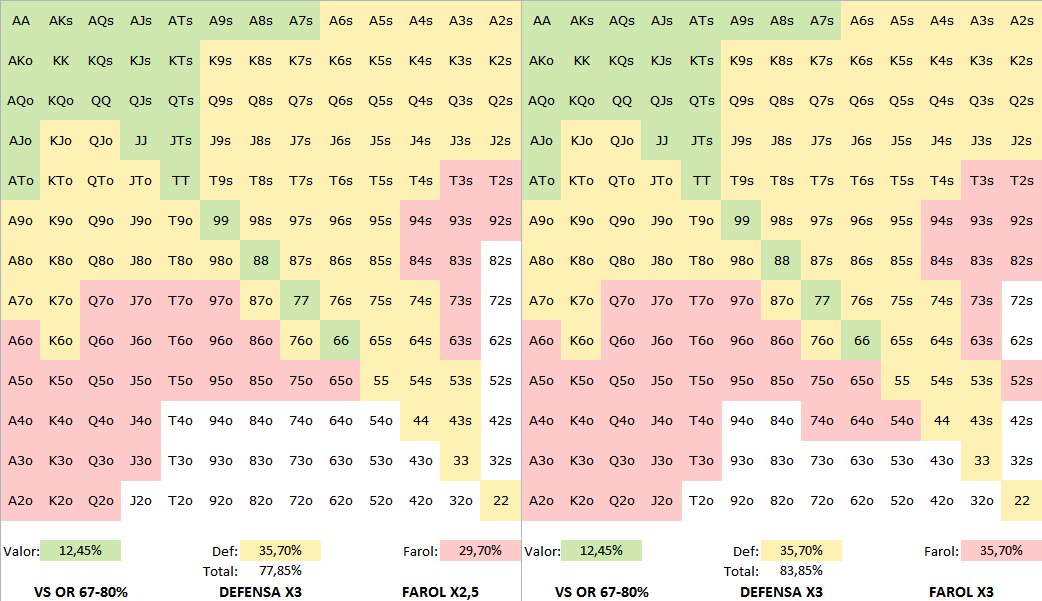 AA AKs AQs AJs ATs A9s A8s A7s A6s A5s A4s A3s A2s AA AKs AQs AJs ATs A9s A8s A7s A6s A5s A4s A3s A2s
AKo KK KQs KJs KTs K9s K8s K7s K6s K5s K4s K3s K2s AKo KK KQs KJs KTs K9s K8s K7s K6s K5s K4s K3s K2s
AQo KQo QQ QJs QTs Q9s Q8s Q7s Q6s Q5s Q4s Q3s Q2s AQo KQo QQ QJs QTs Q9s Q8s Q7s Q6s Q5s Q4s Q3s Q2s
AJo KJo QJo JJ JTs J9s J8s J7s J6s J5s J4s J3s J2s AJo KJo QJo JJ JTs J9s J8s J7s J6s J5s J4s J3s J2s
ATo KTo QTo JTo TT T9s T8s T7s T6s T5s T4s T3s T2s ATo KTo QTo JTo TT T9s T8s T7s T6s T5s T4s T3s T2s
A9o K9o Q9o J9o T9o 99 98s 97s 96s 95s 94s 93s 92s A9o K9o Q9o J9o T9o 99 98s 97s 96s 95s 94s 93s 92s
A8o K8o Q8o J8o T8o 98o 88 87s 86s 85s 84s 83s 82s A8o K8o Q8o J8o T8o 98o 88 87s 86s 85s 84s 83s 82s
A7o K7o Q7o J7o T7o 97o 87o 77 76s 75s 74s 73s 72s A7o K7o Q7o J7o T7o 97o 87o 77 76s 75s 74s 73s 72s
A6o K6o Q6o J6o T6o 96o 86o 76o 66 65s 64s 63s 62s A6o K6o Q6o J6o T6o 96o 86o 76o 66 65s 64s 63s 62s
A5o K5o Q5o J5o T5o 95o 85o 75o 65o 55 54s 53s 52s A5o K5o Q5o J5o T5o 95o 85o 75o 65o 55 54s 53s 52s
A4o K4o Q4o J4o T4o 94o 84o 74o 64o 54o 44 43s 42s A4o K4o Q4o J4o T4o 94o 84o 74o 64o 54o 44 43s 42s
A3o K3o Q3o J3o T3o 93o 83o 73o 63o 53o 43o 33 32s A3o K3o Q3o J3o T3o 93o 83o 73o 63o 53o 43o 33 32s
A2o K2o Q2o J2o T2o 92o 82o 72o 62o 52o 42o 32o 22 A2o K2o Q2o J2o T2o 92o 82o 72o 62o 52o 42o 32o 22
Valor: 12,45% Def: 35,70% Farol: 29,70% Valor: 12,45% Def: 35,70% Farol: 35,70%
Total: 77,85% Total: 83,85%
VS OR 67-80% DEFENSA X3 FAROL X2,5 VS OR 67-80% DEFENSA X3 FAROL X3